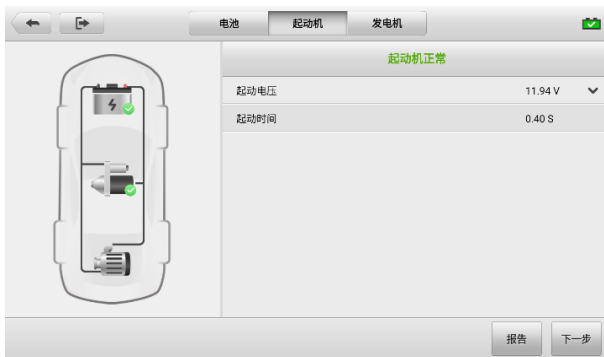 电池 起动机 发电机
起动机正常
起动电压 11.94 V
起动时间 0.40 S
报告 下一步